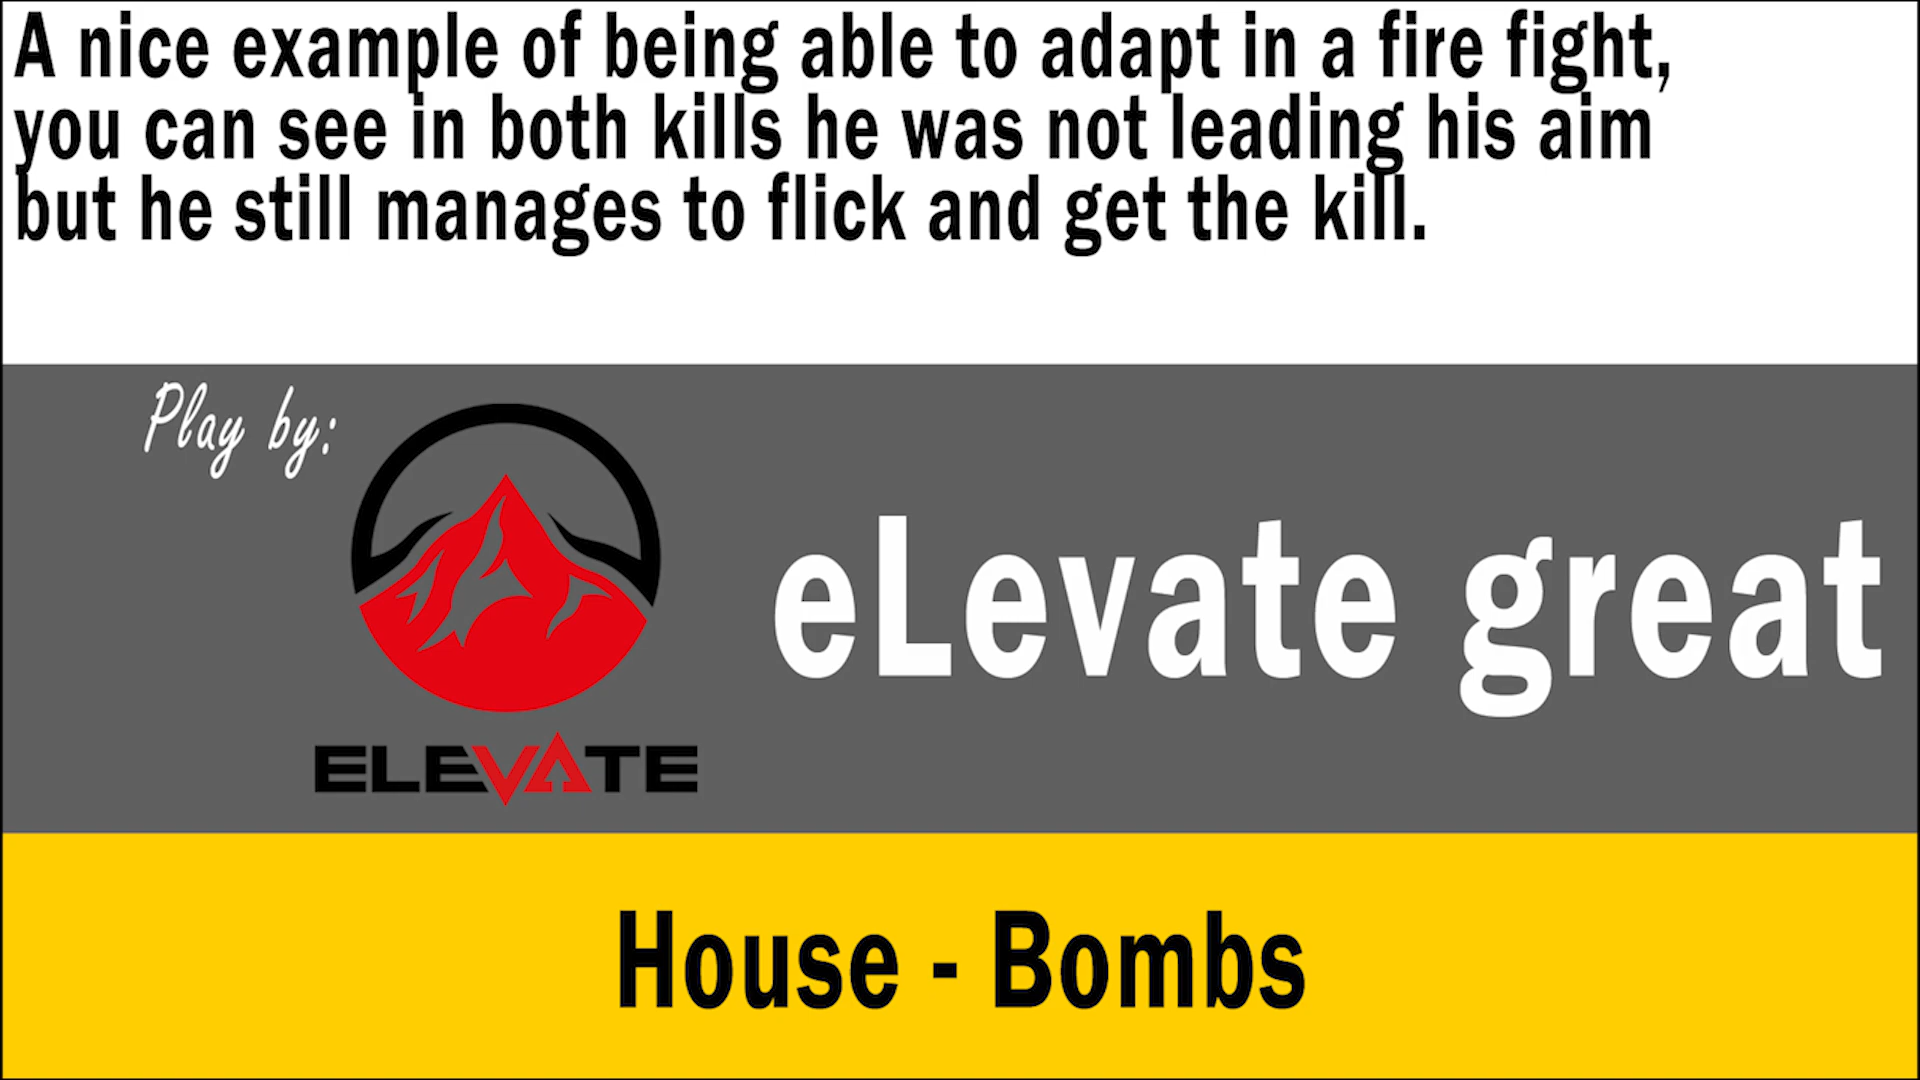 A nice example of being able to adapt in a fire fight,
you can see in both kills he was not leading his aim
but he still manages to flick and get the kill.
Play by:
eLevate great
ELEVATE
House - Bombs